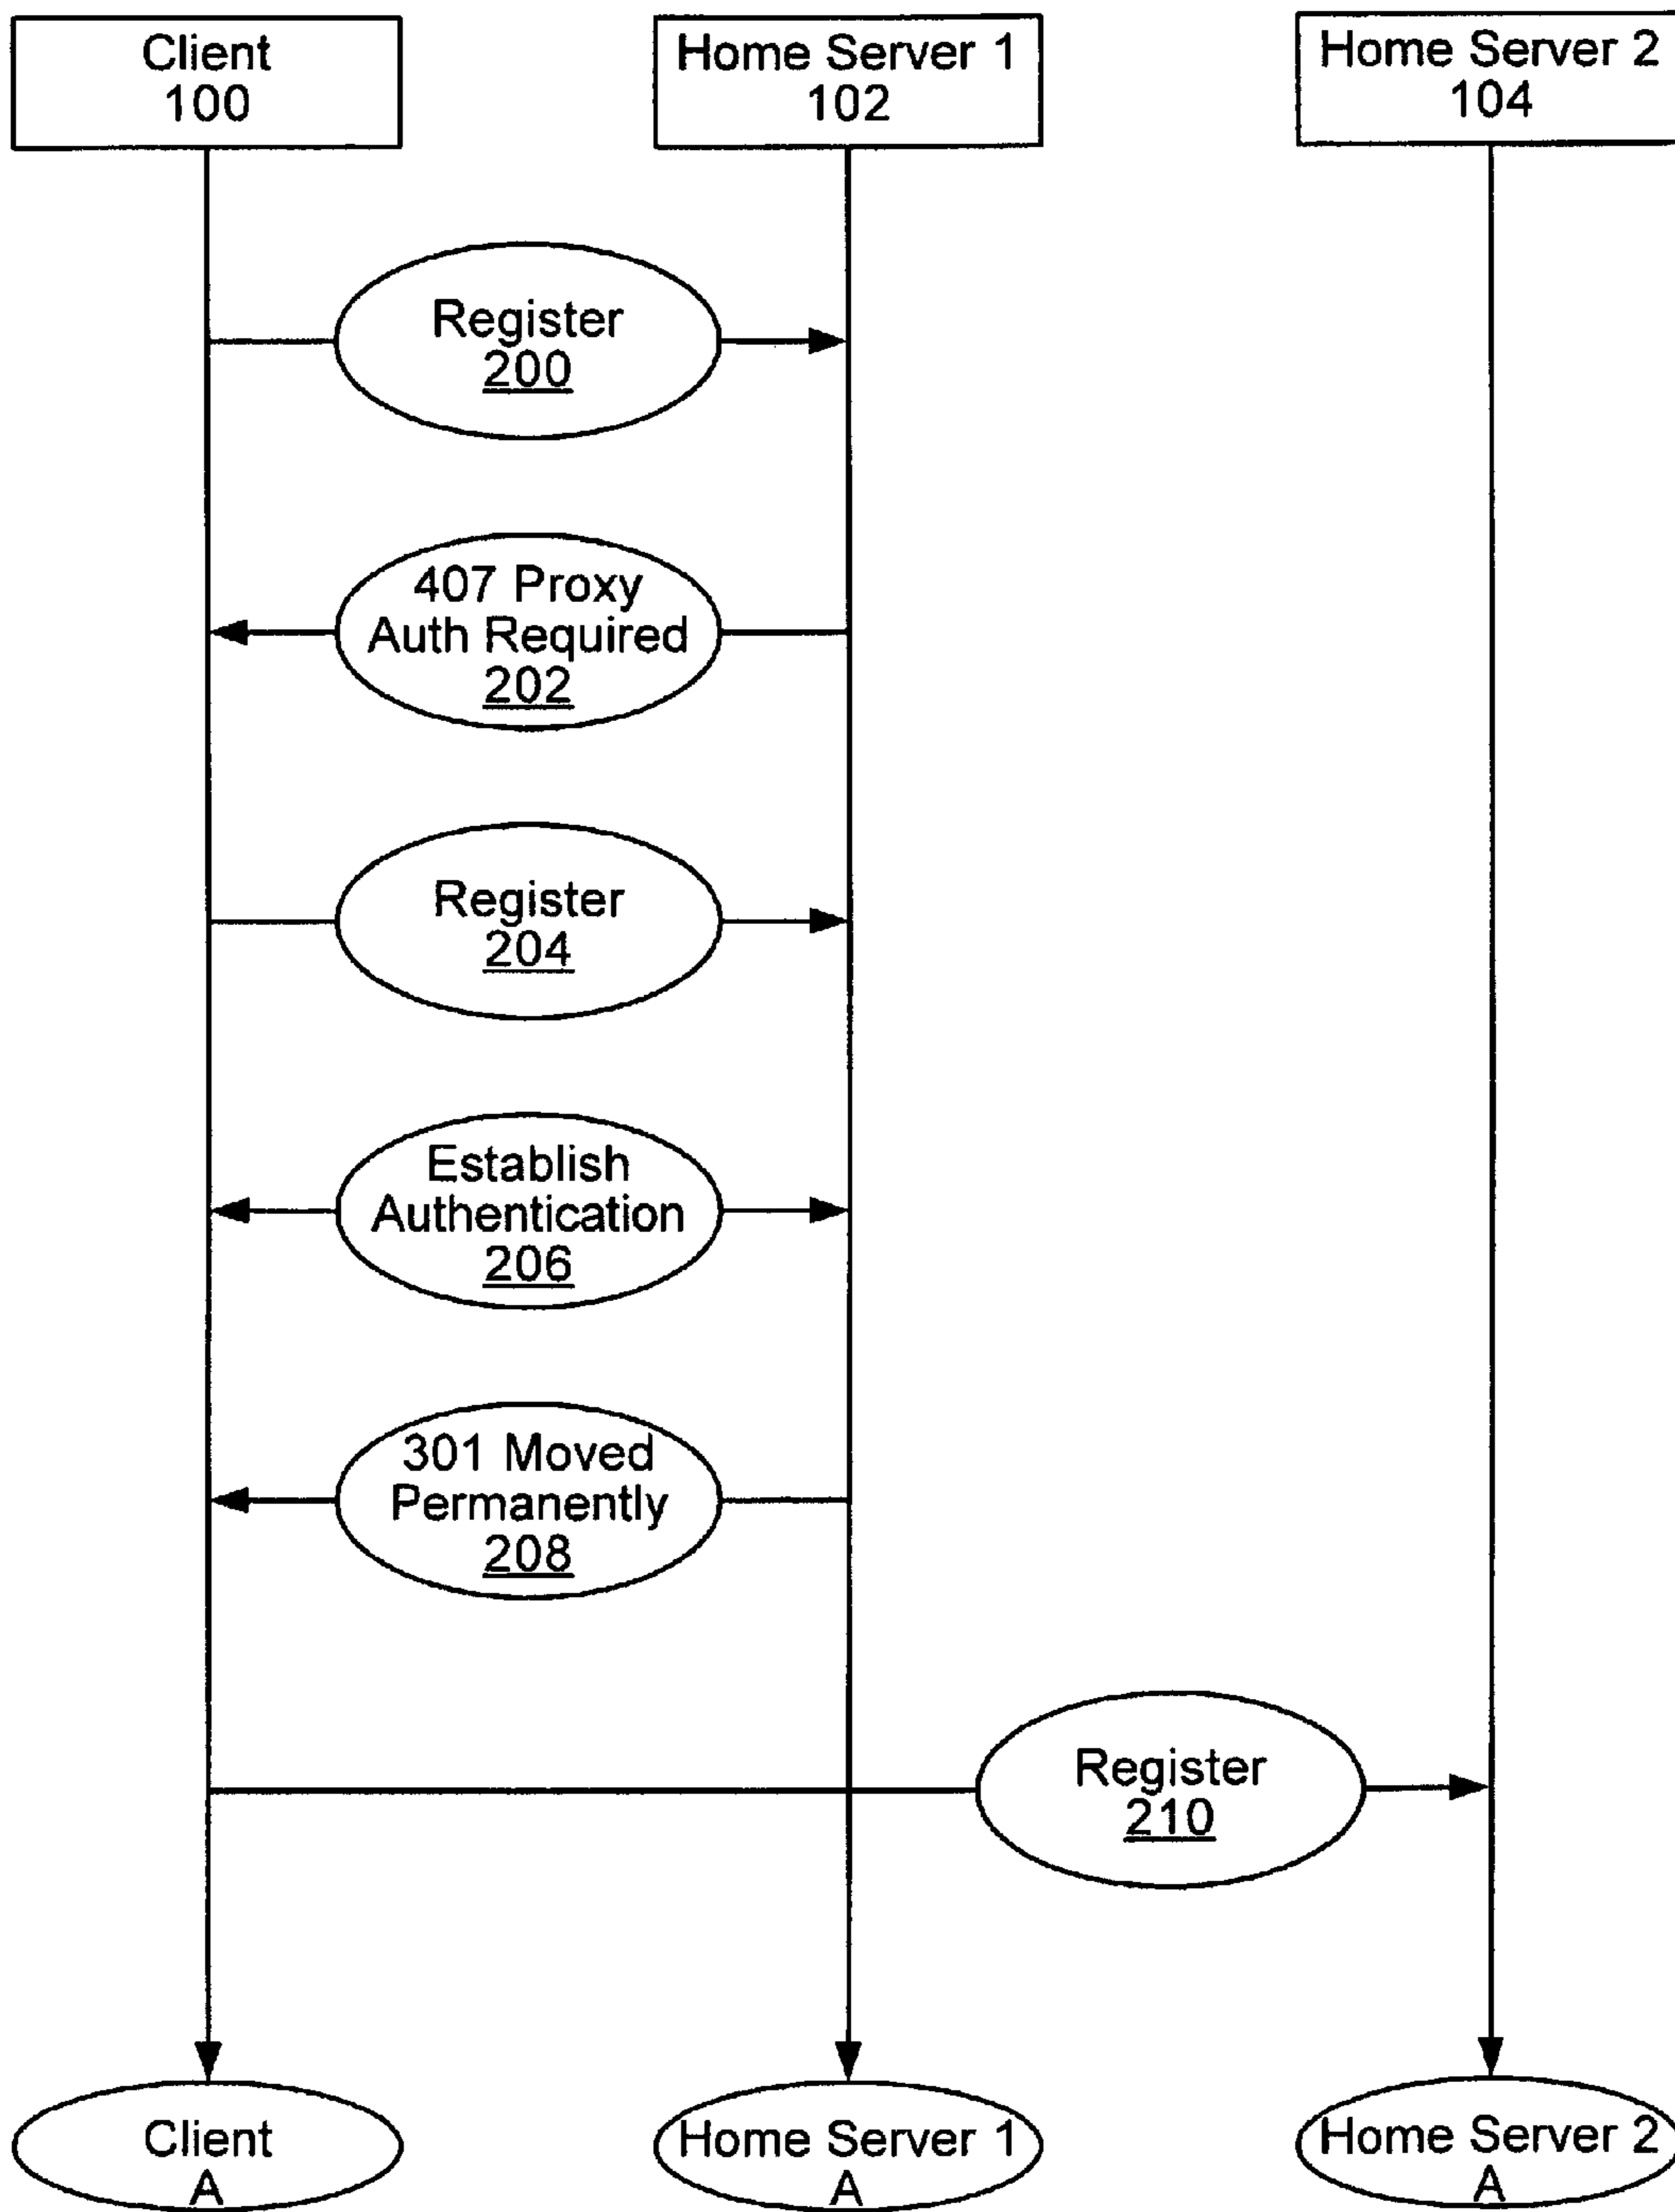 Client
100
Home Server 1
102
Home Server 2
104
Register
200
407 Proxy
Auth Required
202
Register
204
Establish
Authentication
206
301 Moved
Permanently
208
Register
210
Client
A
Home Server 1
A
Home Server 2
A